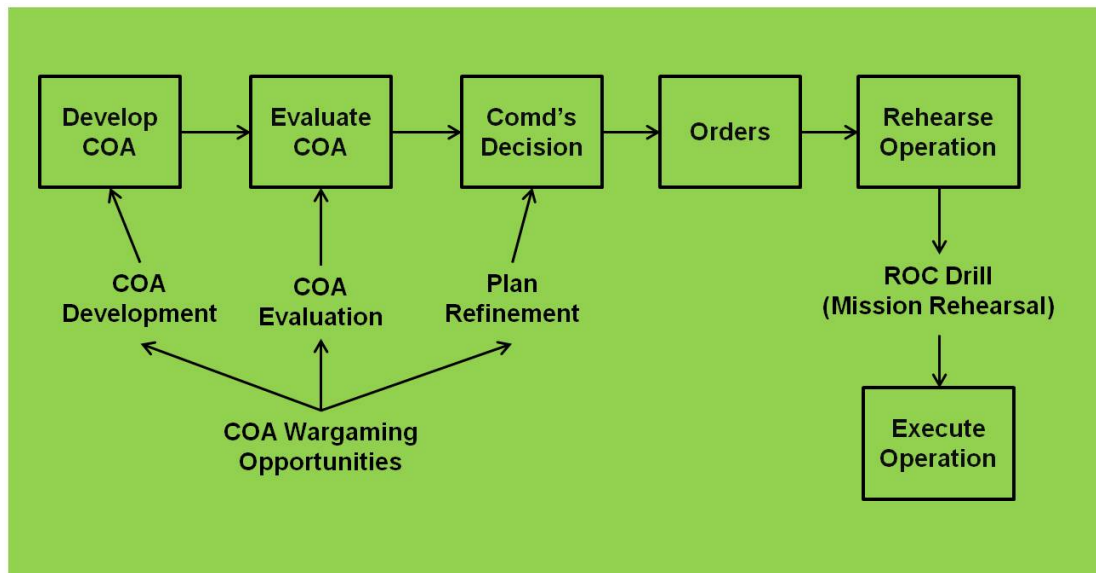 Develop
COA
Evaluate
COA
Comd's
Decision
Orders
Rehearse
Operation
COA
Development
COA
Evaluation
Plan
Refinement
ROC Drill
(Mission Rehearsal)
COA Wargaming
Opportunities
Execute
Operation